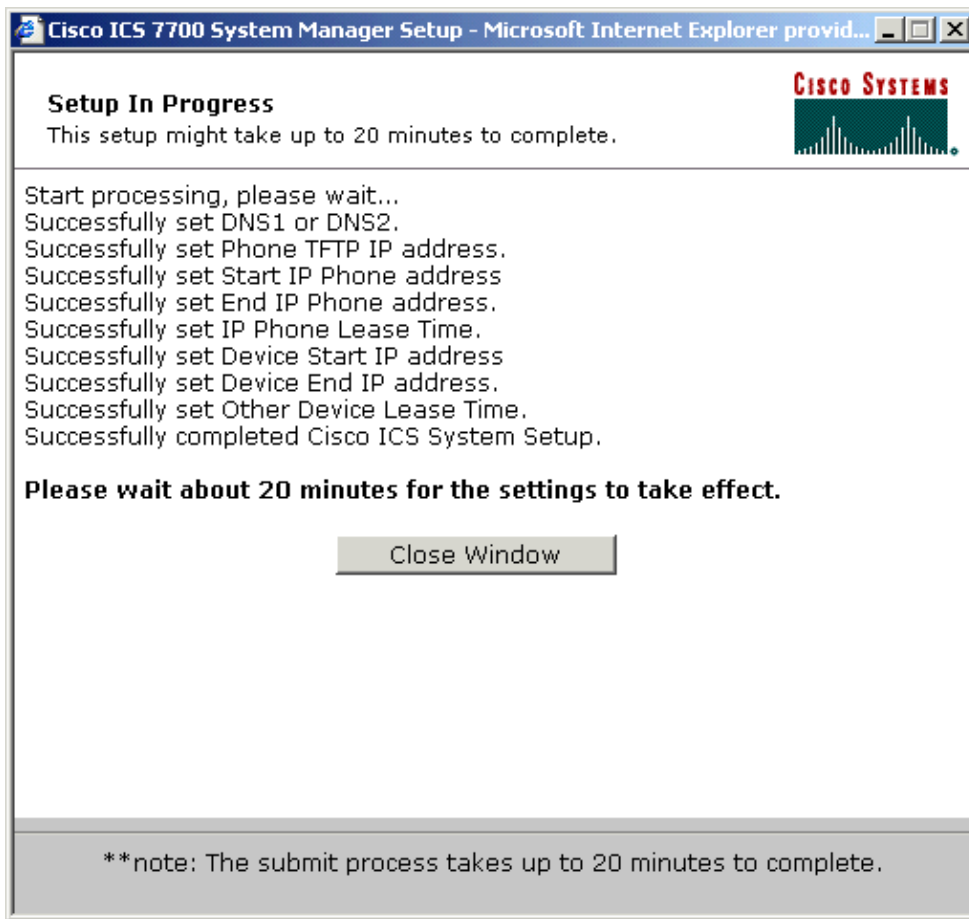 Cisco ICS 7700 System Manager Setup - Microsoft Internet Explorer provid...
Setup In Progress
This setup might take up to 20 minutes to complete.
CISCO SYSTEMS
Start processing, please wait...
Successfully set DNS1 or DNS2.
Successfully set Phone TFTP IP address.
Successfully set Start IP Phone address
Successfully set End IP Phone address.
Successfully set IP Phone Lease Time.
Successfully set Device Start IP address
Successfully set Device End IP address.
Successfully set Other Device Lease Time.
Successfully completed Cisco ICS System Setup.
Please wait about 20 minutes for the settings to take effect.
Close Window
**note: The submit process takes up to 20 minutes to complete.